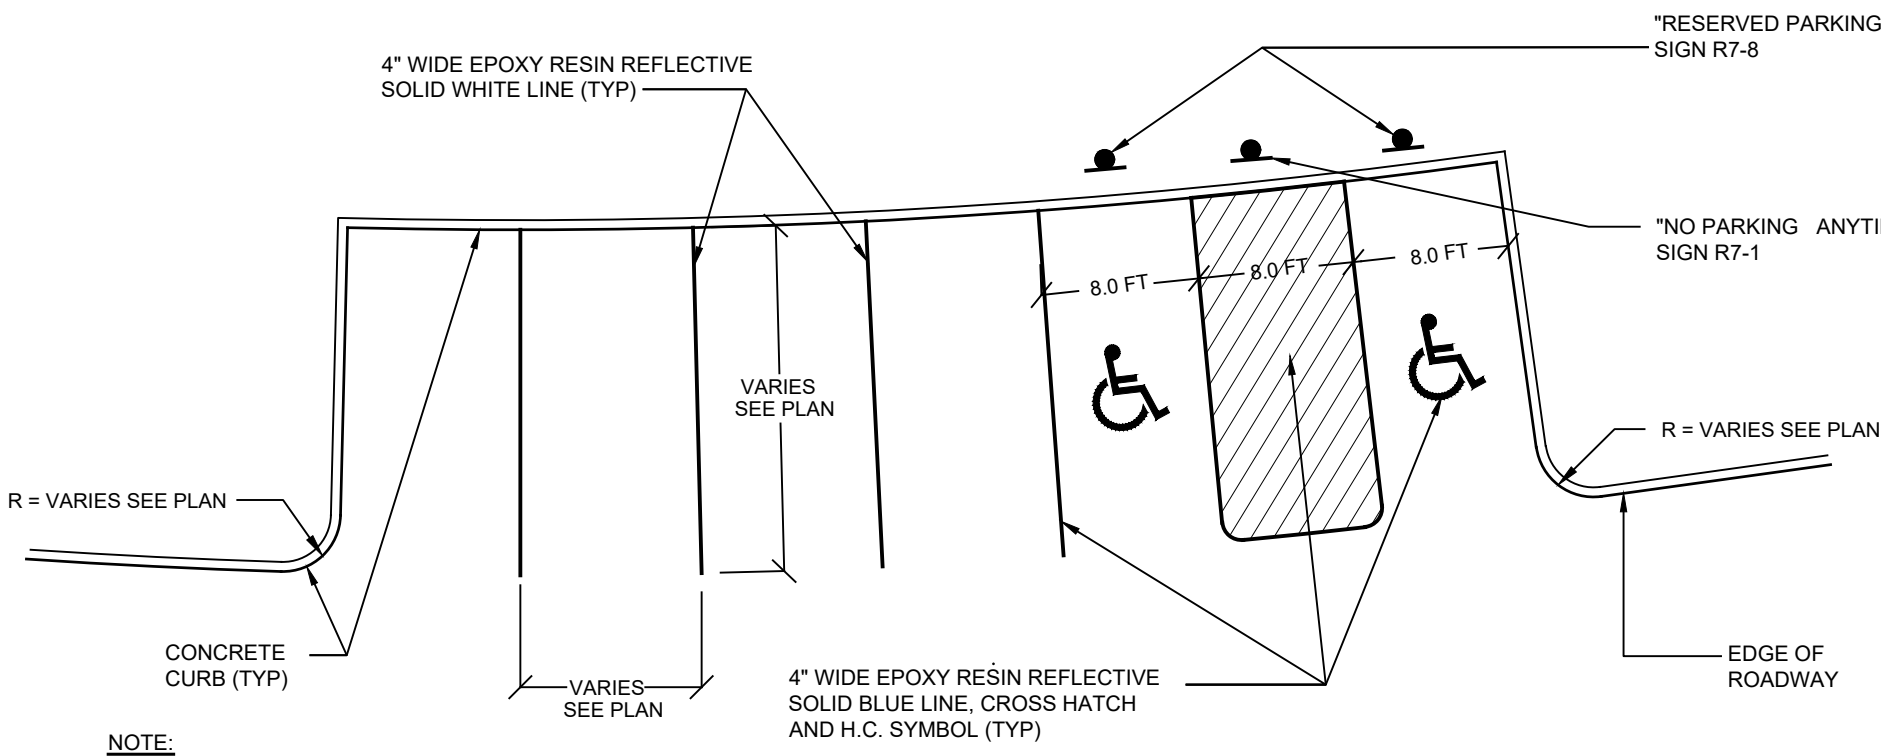 "RESERVED PARKING
SIGN R7-8
4" WIDE EPOXY RESIN REFLECTIVE
SOLID WHITE LINE (TYP)
"NO PARKING ANYTI
SIGN R7-1
8.0 FT
8.0 FT
8.0 FT
VARIES
SEE PLAN
R = VARIES SEE PLAN
R = VARIES SEE PLAN
CONCRETE
CURB (TYP)
VARIES
SEE PLAN
4" WIDE EPOXY RESIN REFLECTIVE
SOLID BLUE LINE, CROSS HATCH
AND H.C. SYMBOL (TYP)
EDGE OF
ROADWAY
NOTE: